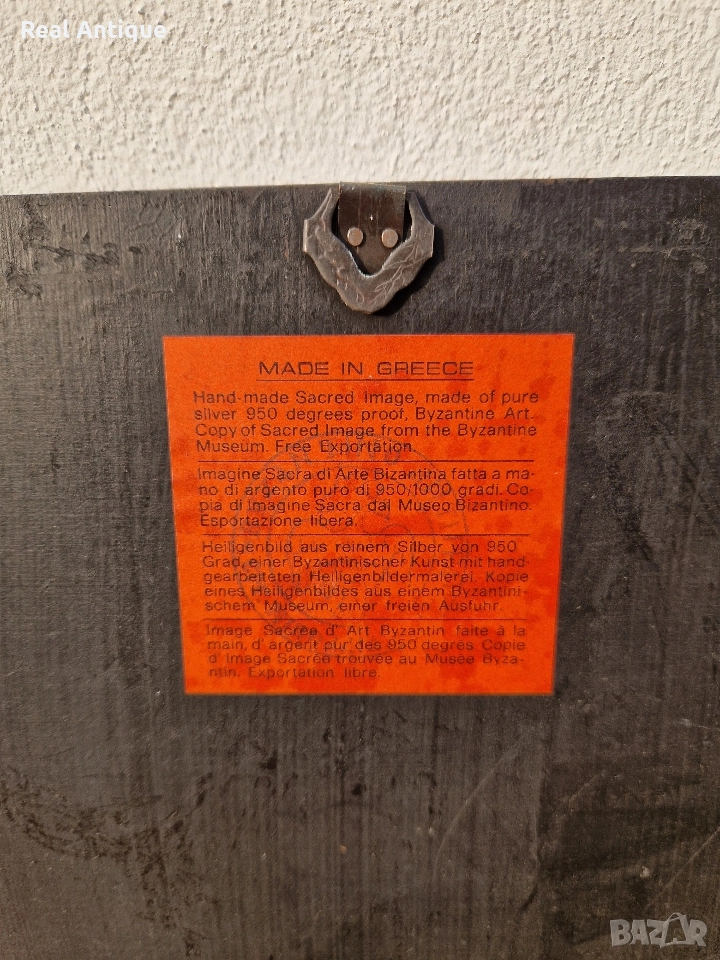 Real Antique
MADE IN GREECE
Hand-made Sacred Image, made of pure
silver 950 degrees proof, Byzantine Art.
Copy of Sacred Image from the Byzantine
Museum. Free Exportation.
Imagine Sacra di Arte Bizantina fatta a ma-
no di argento puro di 950/1000 gradi. Co-
pia di Imagine Sacra dal Museo Bizantino.
Esportazione libera.
Heiligenbild aus reinem Silber von 950
Grad, einer Byzantinischer Kunst mit hand-
gearbeiteten Heiligenbildermalerei. Kopie
eines Heiligenbildes aus einem Byzantini-
schem Museum, einer freien Ausfuhr.
Image Sacrée d' Art Byzantin faite à la
main, d' argent pur des 950 degrés Copie
d' Image Sacrée trouvée au Musée Byza-
ntin. Exportation libre.
BAZAR